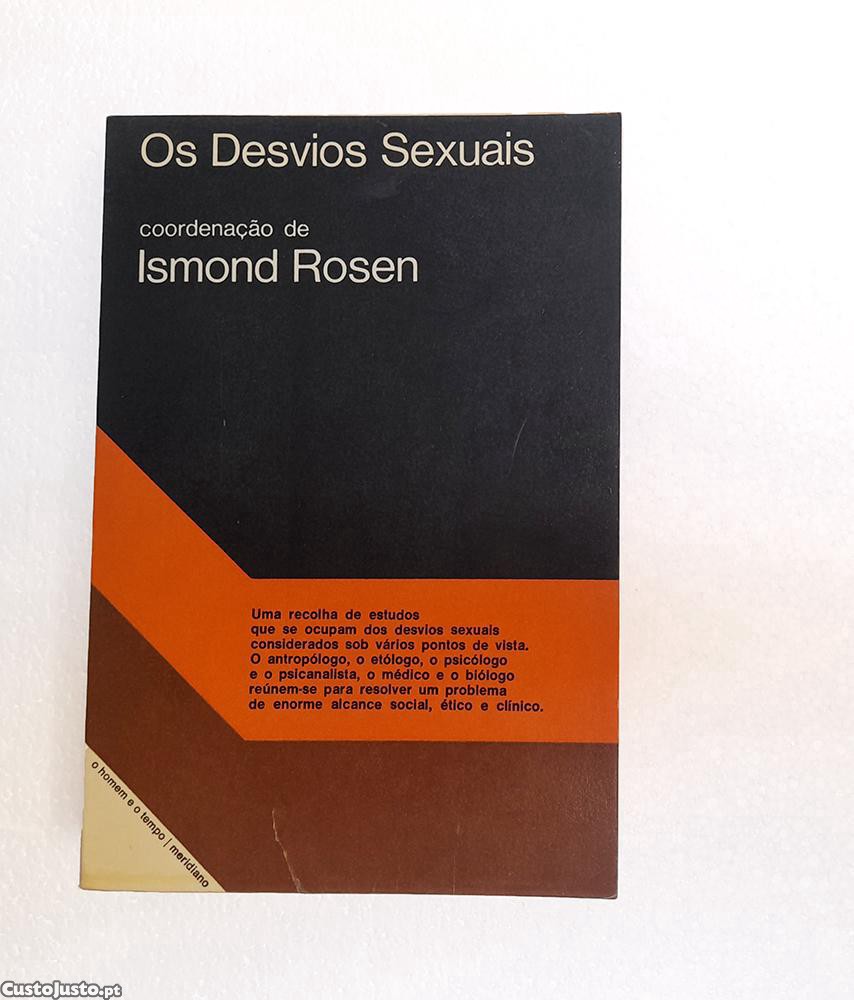 Os Desvios Sexuais
coordenação de
Ismond Rosen
Uma recolha de estudos
que se ocupam dos desvios sexuais
considerados sob vários pontos de vista.
O antropólogo, o etólogo, o psicólogo
e o psicanalista, o médico e o biólogo
reúnem-se para resolver um problema
de enorme alcance social, ético e clínico.
o homem e o tempo / meridiano
CustoJusto.pt